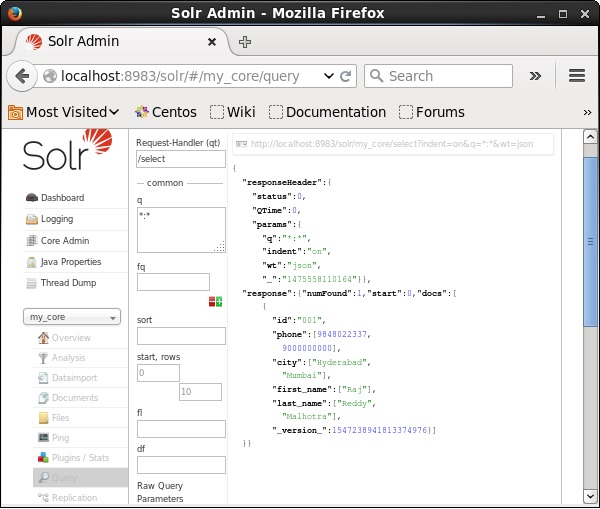 Solr Admin - Mozilla Firefox
Solr Admin
localhost:8983/solr/#/my_core/query
Search
Most Visited
Centos
Wiki
Documentation
Forums
Solr
Dashboard
Logging
Core Admin
Java Properties
Thread Dump
my_core
Overview
Analysis
Dataimport
Documents
Files
Ping
Plugins / Stats
Query
Replication
Request-Handler (qt)
/select
common
q
*:*
fq
sort
start, rows
0
10
fl
df
Raw Query
Parameters
http://localhost:8983/solr/my_core/select?indent=on&q=*:*&wt=json
{
"responseHeader":{
"status":0,
"QTime":0,
"params":{
"q":"*:*",
"indent":"on",
"wt":"json",
"_":"1475558110164"}},
"response":{"numFound":1,"start":0,"docs":[
{
"id":"001",
"phone":[9848022337,
9000000000],
"city":["Hyderabad",
"Mumbai"],
"first_name":["Raj"],
"last_name":["Reddy",
"Malhotra"],
"_version_":1547238941813374976}]
}}